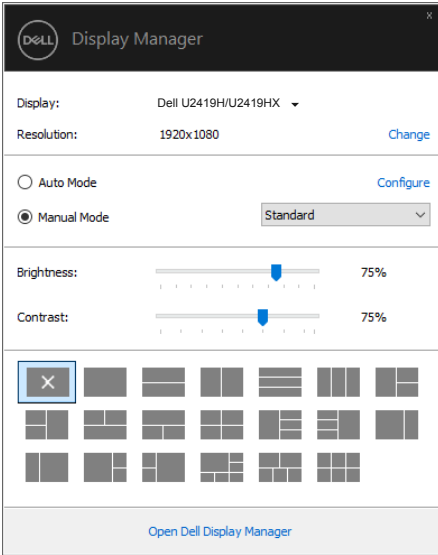 x
DELL Display Manager
Display: Dell U2419H/U2419HX
Resolution: 1920x1080 Change
Auto Mode Configure
Manual Mode Standard
Brightness: 75%
Contrast: 75%
Open Dell Display Manager